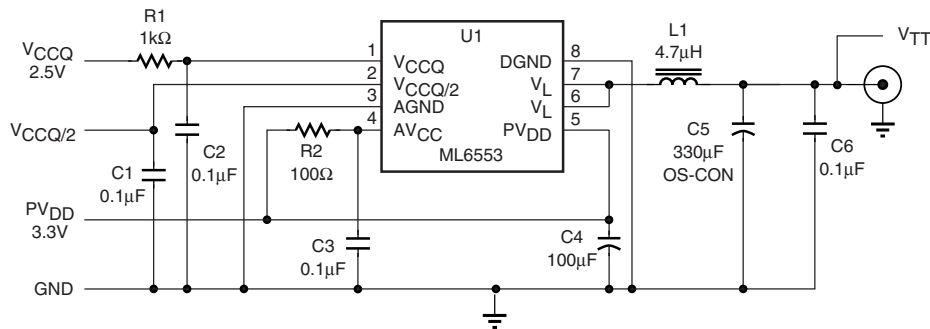 R1
1kΩ
VCCQ
2.5V
VCCQ/2
C1
0.1µF
C2
0.1µF
PVDD
3.3V
GND
R2
100Ω
C3
0.1µF
U1
1
VCCQ
2
VCCQ/2
3
AGND
4
AVCC
8
DGND
7
VL
6
VL
5
PVDD
ML6553
C4
100µF
L1
4.7µH
C5
330µF
OS-CON
C6
0.1µF
VTT